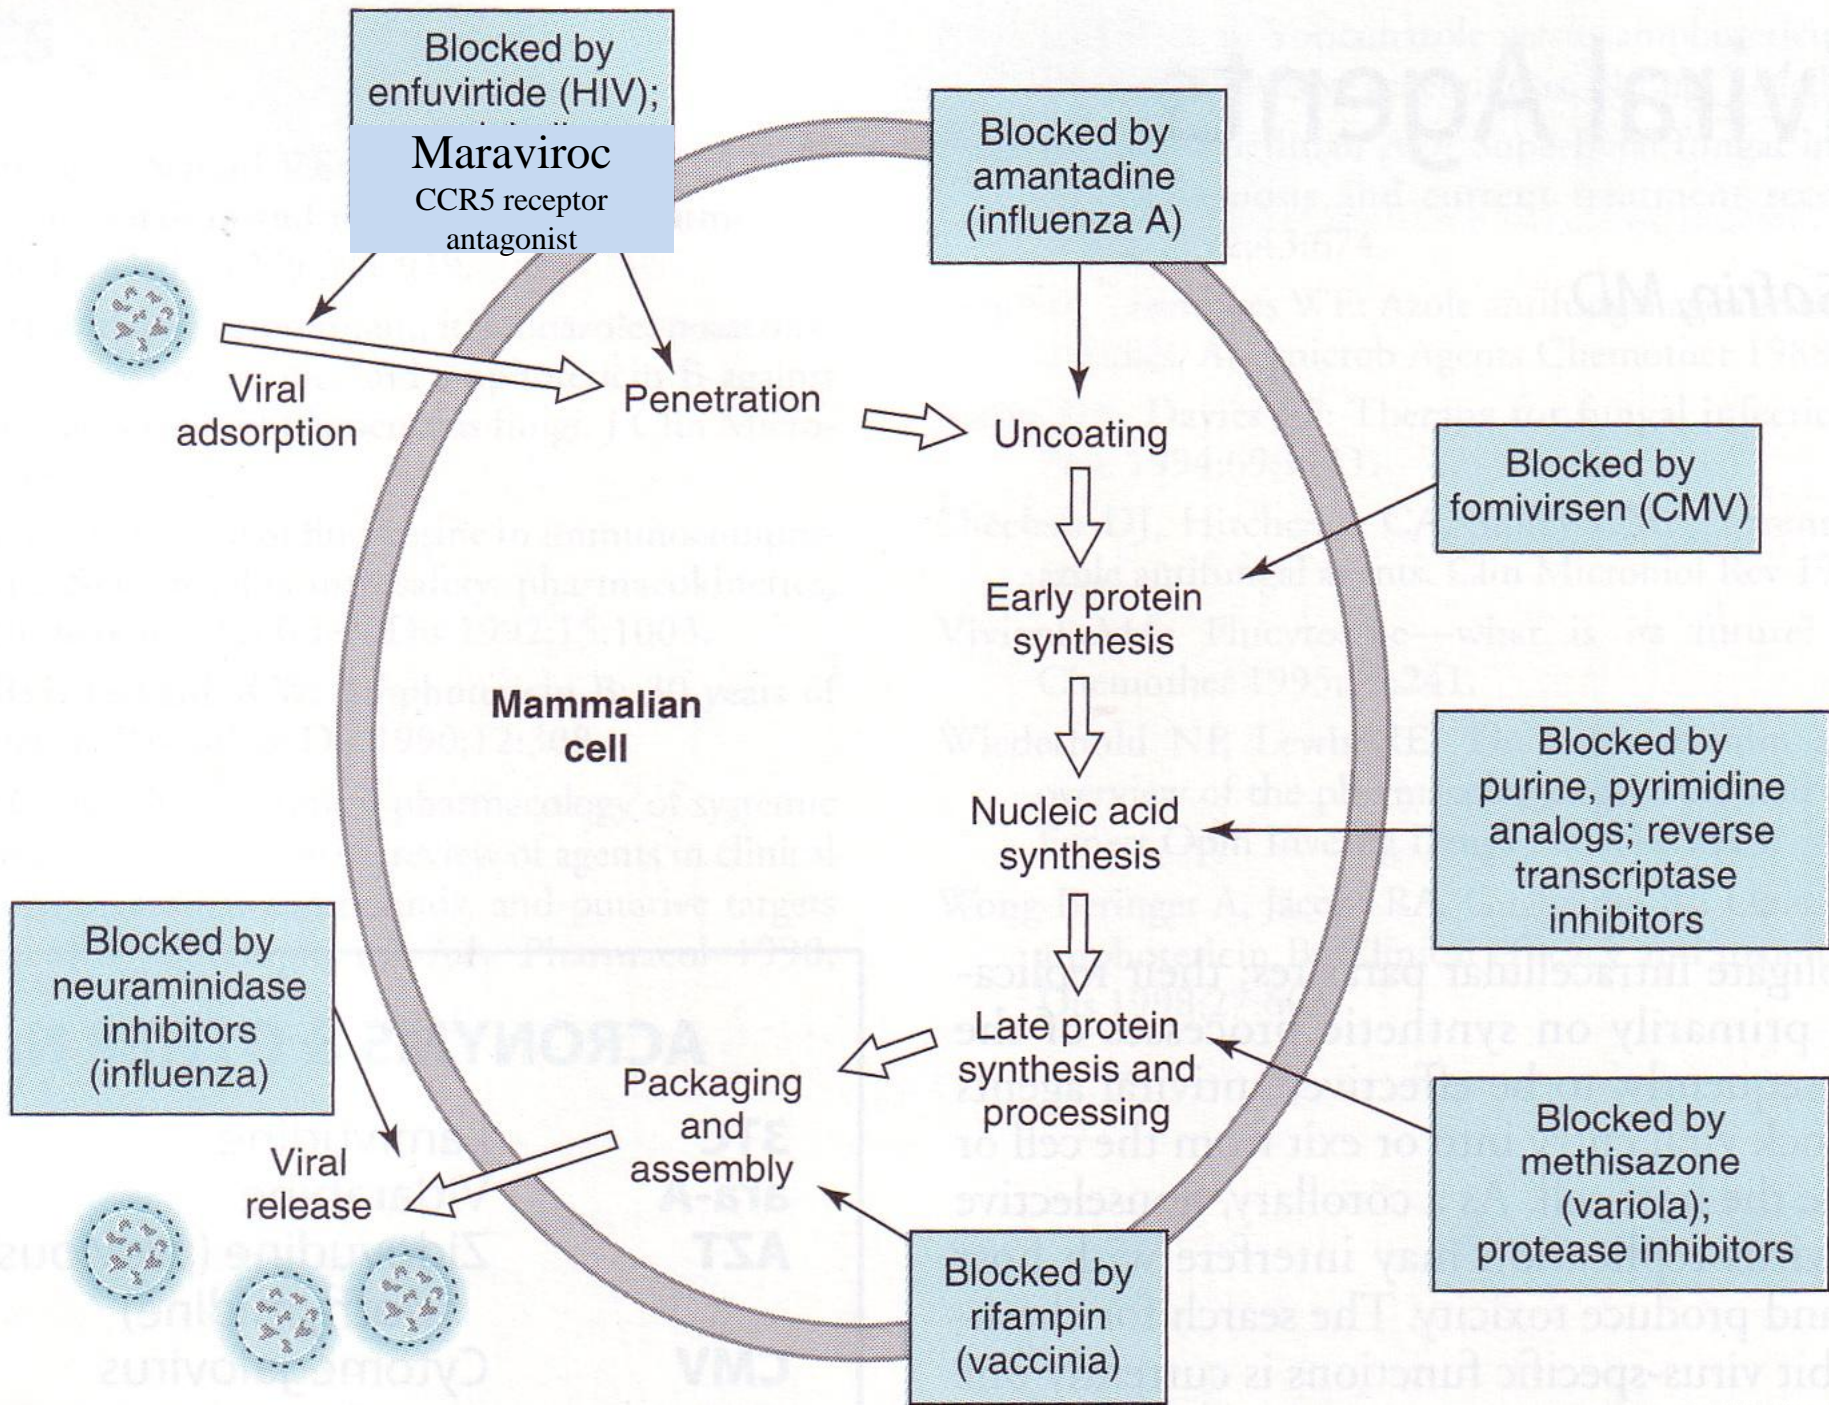 Blocked by
enfuvirtide (HIV);
Maraviroc
CCR5 receptor
antagonist
Blocked by
amantadine
(influenza A)
Viral
adsorption
Penetration
Uncoating
Blocked by
fomivirsen (CMV)
Early protein
synthesis
Mammalian
cell
Nucleic acid
synthesis
Blocked by
purine, pyrimidine
analogs; reverse
transcriptase
inhibitors
Blocked by
neuraminidase
inhibitors
(influenza)
Late protein
synthesis and
processing
Packaging
and
assembly
Viral
release
Blocked by
methisazone
(variola);
protease inhibitors
Blocked by
rifampin
(vaccinia)